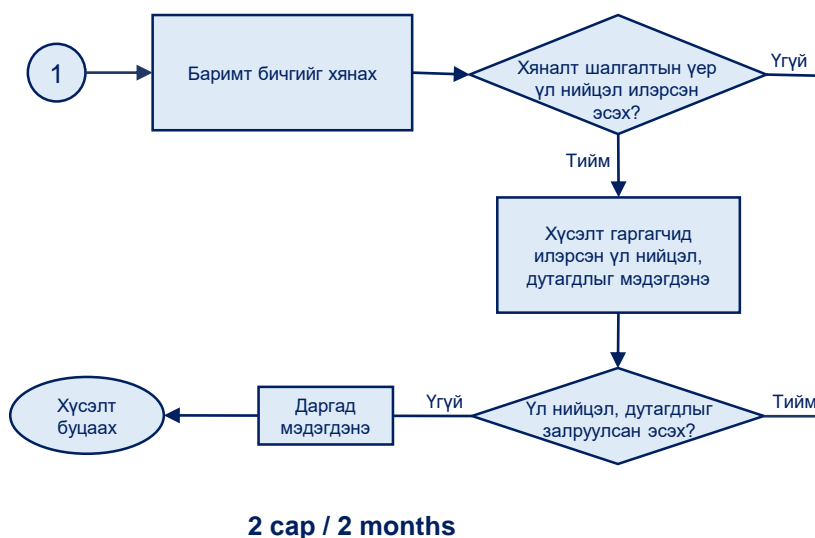 1
Баримт бичгийг хянах
Хяналт шалгалтын үер
үл нийцэл илэрсэн
эсэх?
Үгүй
Тийм
Хүсэлт гаргагчид
илэрсэн үл нийцэл,
дутагдлыг мэдэгдэнэ
Хүсэлт
буцаах
Даргад
мэдэгдэнэ
Үгүй
Үл нийцэл, дутагдлыг
залруулсан эсэх?
Тийм
2 сар / 2 months